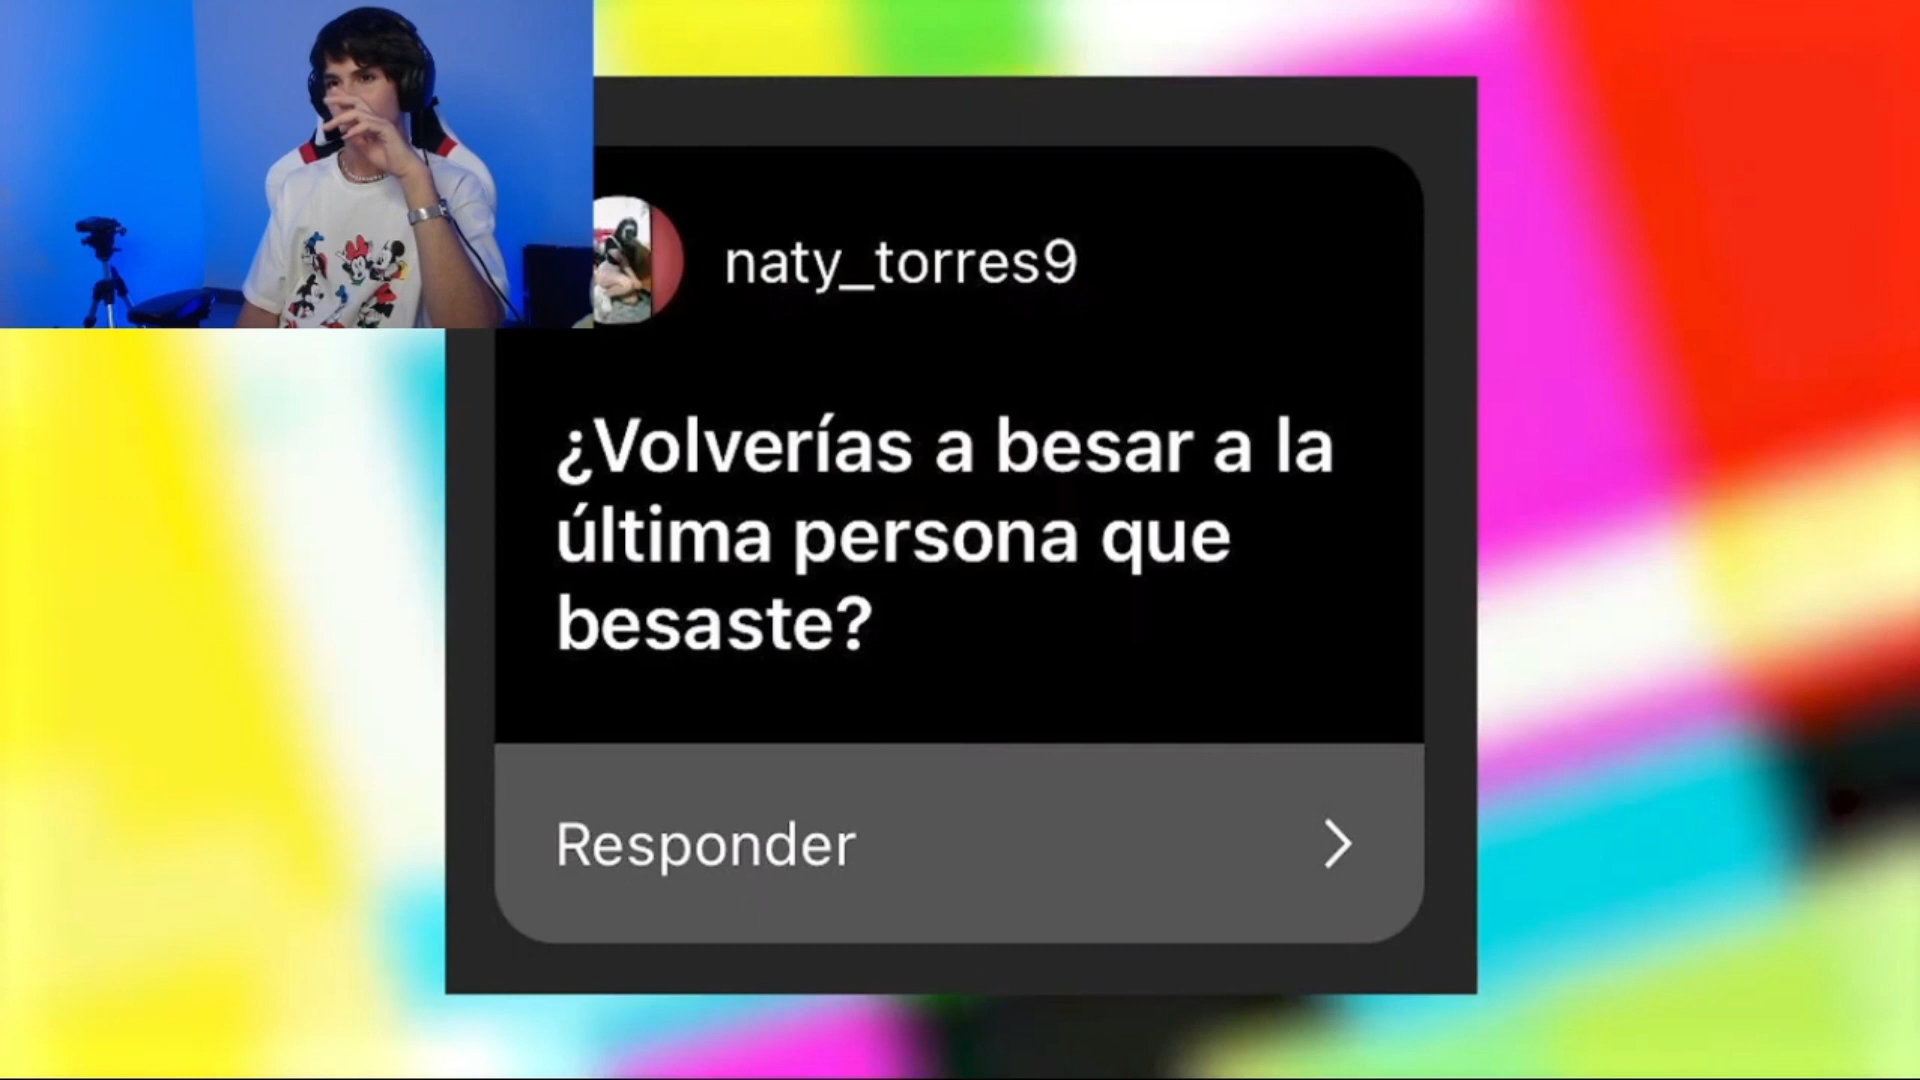 naty_torres9
¿Volverías a besar a la
última persona que
besaste?
Responder